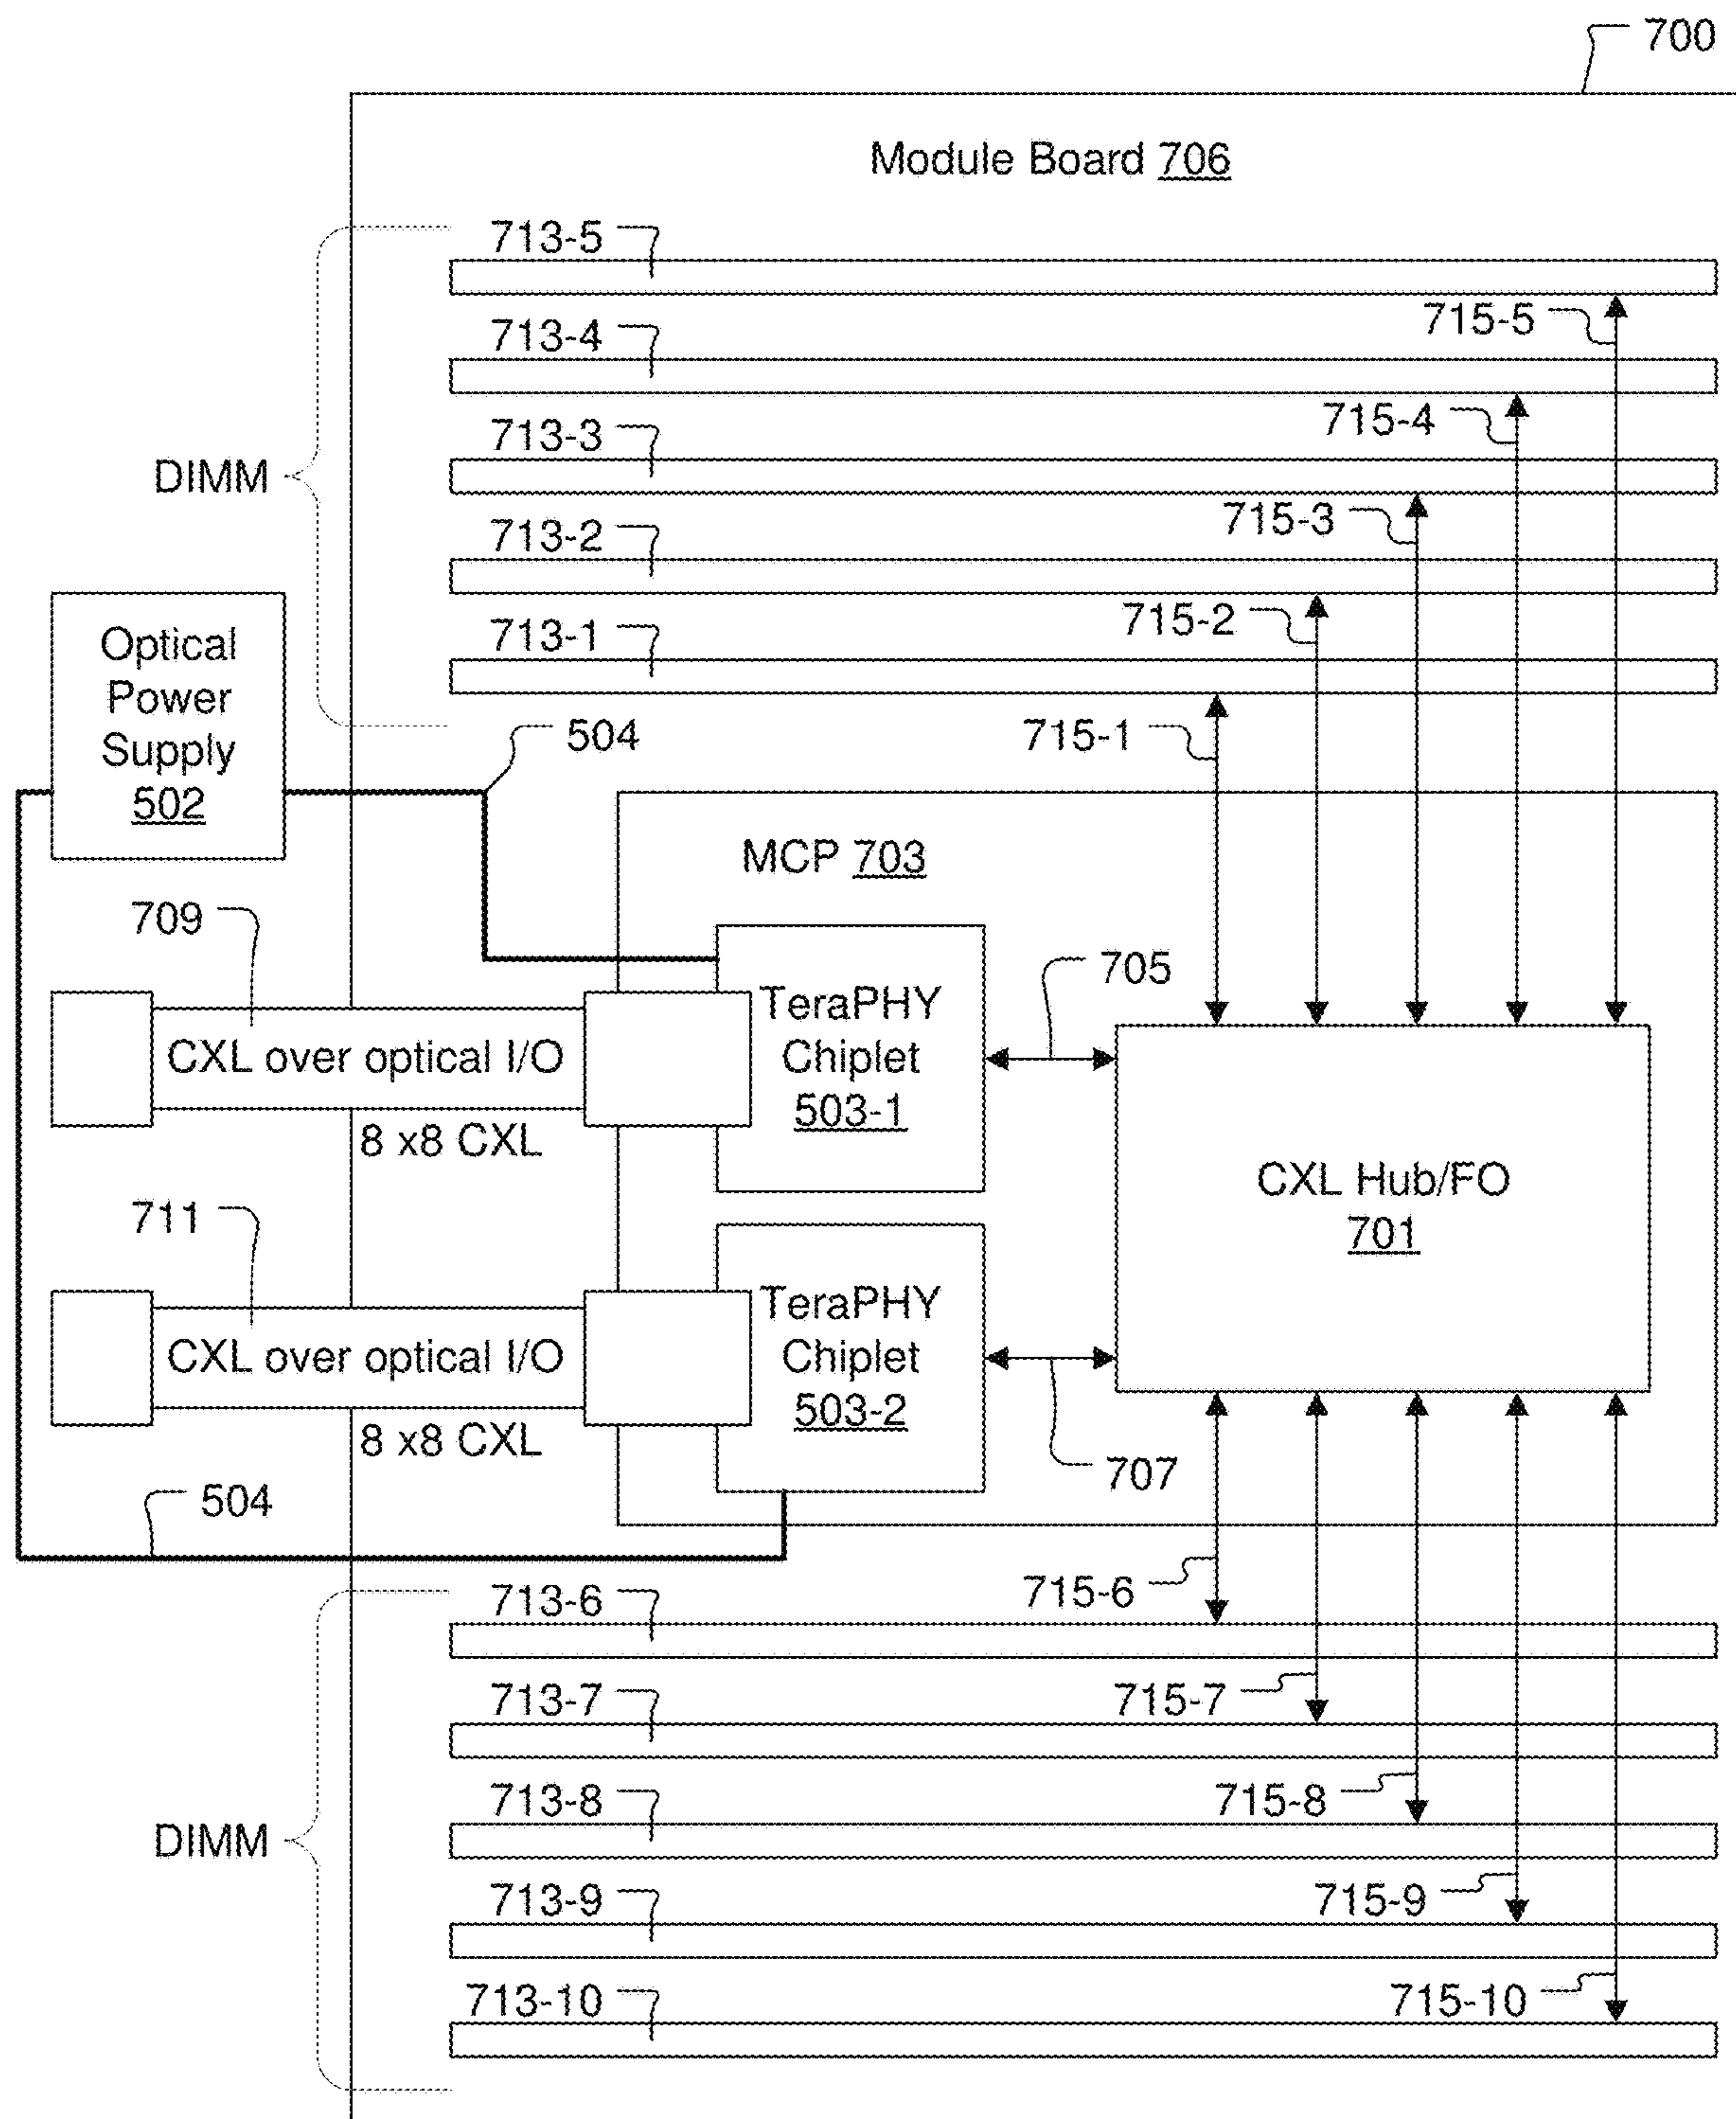 700
Module Board 706
713-5
715-5
713-4
715-4
713-3
DIMM
715-3
713-2
715-2
713-1
Optical
Power
Supply
502
504
715-1
MCP 703
709
705
TeraPHY
Chiplet
503-1
CXL over optical I/O
8 x8 CXL
CXL Hub/FO
701
711
TeraPHY
Chiplet
503-2
CXL over optical I/O
8 x8 CXL
707
504
713-6
715-6
713-7
715-7
713-8
715-8
DIMM
713-9
715-9
713-10
715-10